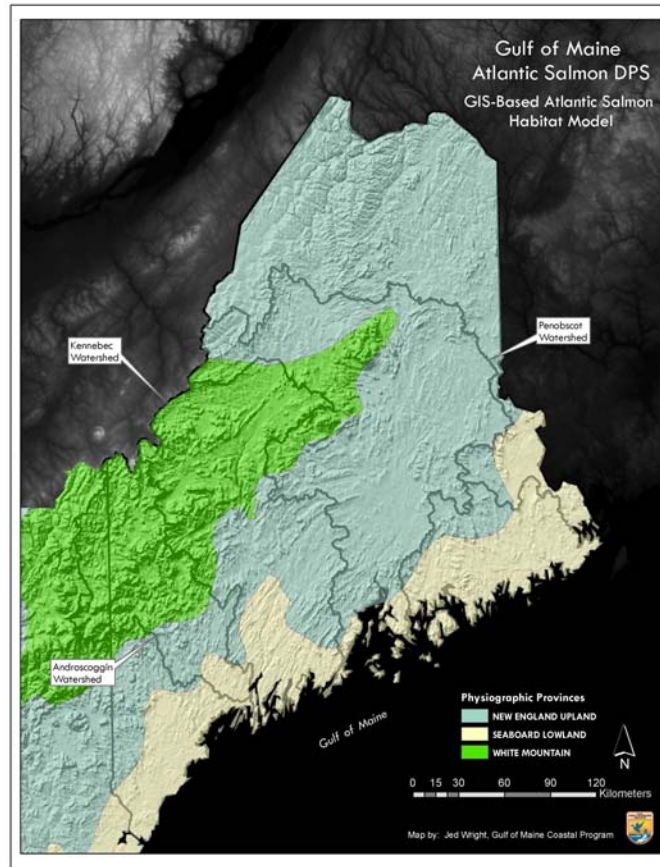 Gulf of Maine
Atlantic Salmon DPS
GIS-Based Atlantic Salmon
Habitat Model
Kennebec
Watershed
Penobscot
Watershed
Androscoggin
Watershed
Gulf of Maine
Physiographic Provinces
NEW ENGLAND UPLAND
SEABOARD LOWLAND
WHITE MOUNTAIN
N
0 15 30 60 90 120
Kilometers
Map by: Jed Wright, Gulf of Maine Coastal Program